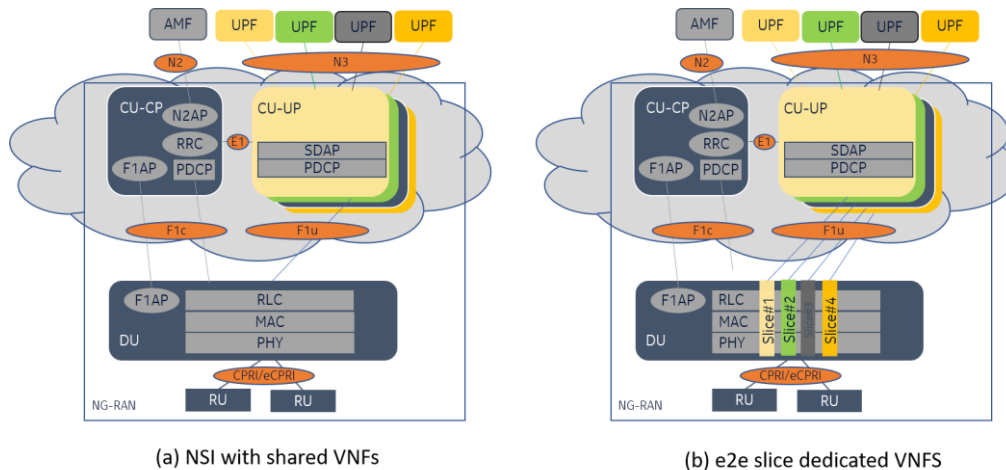 AMF
UPF
UPF
UPF
UPF
N2
N3
CU-CP
N2AP
RRC
F1AP
PDCP
E1
CU-UP
SDAP
PDCP
F1c
F1u
F1AP
DU
RLC
MAC
PHY
CPRI/eCPRI
RU
RU
NG-RAN
(a) NSI with shared VNFs
AMF
UPF
UPF
UPF
UPF
N2
N3
CU-CP
N2AP
RRC
F1AP
PDCP
E1
CU-UP
SDAP
PDCP
F1c
F1u
F1AP
DU
RLC
MAC
PHY
Slice#1
Slice#2
Slice#3
Slice#4
CPRI/eCPRI
RU
RU
NG-RAN
(b) e2e slice dedicated VNFS